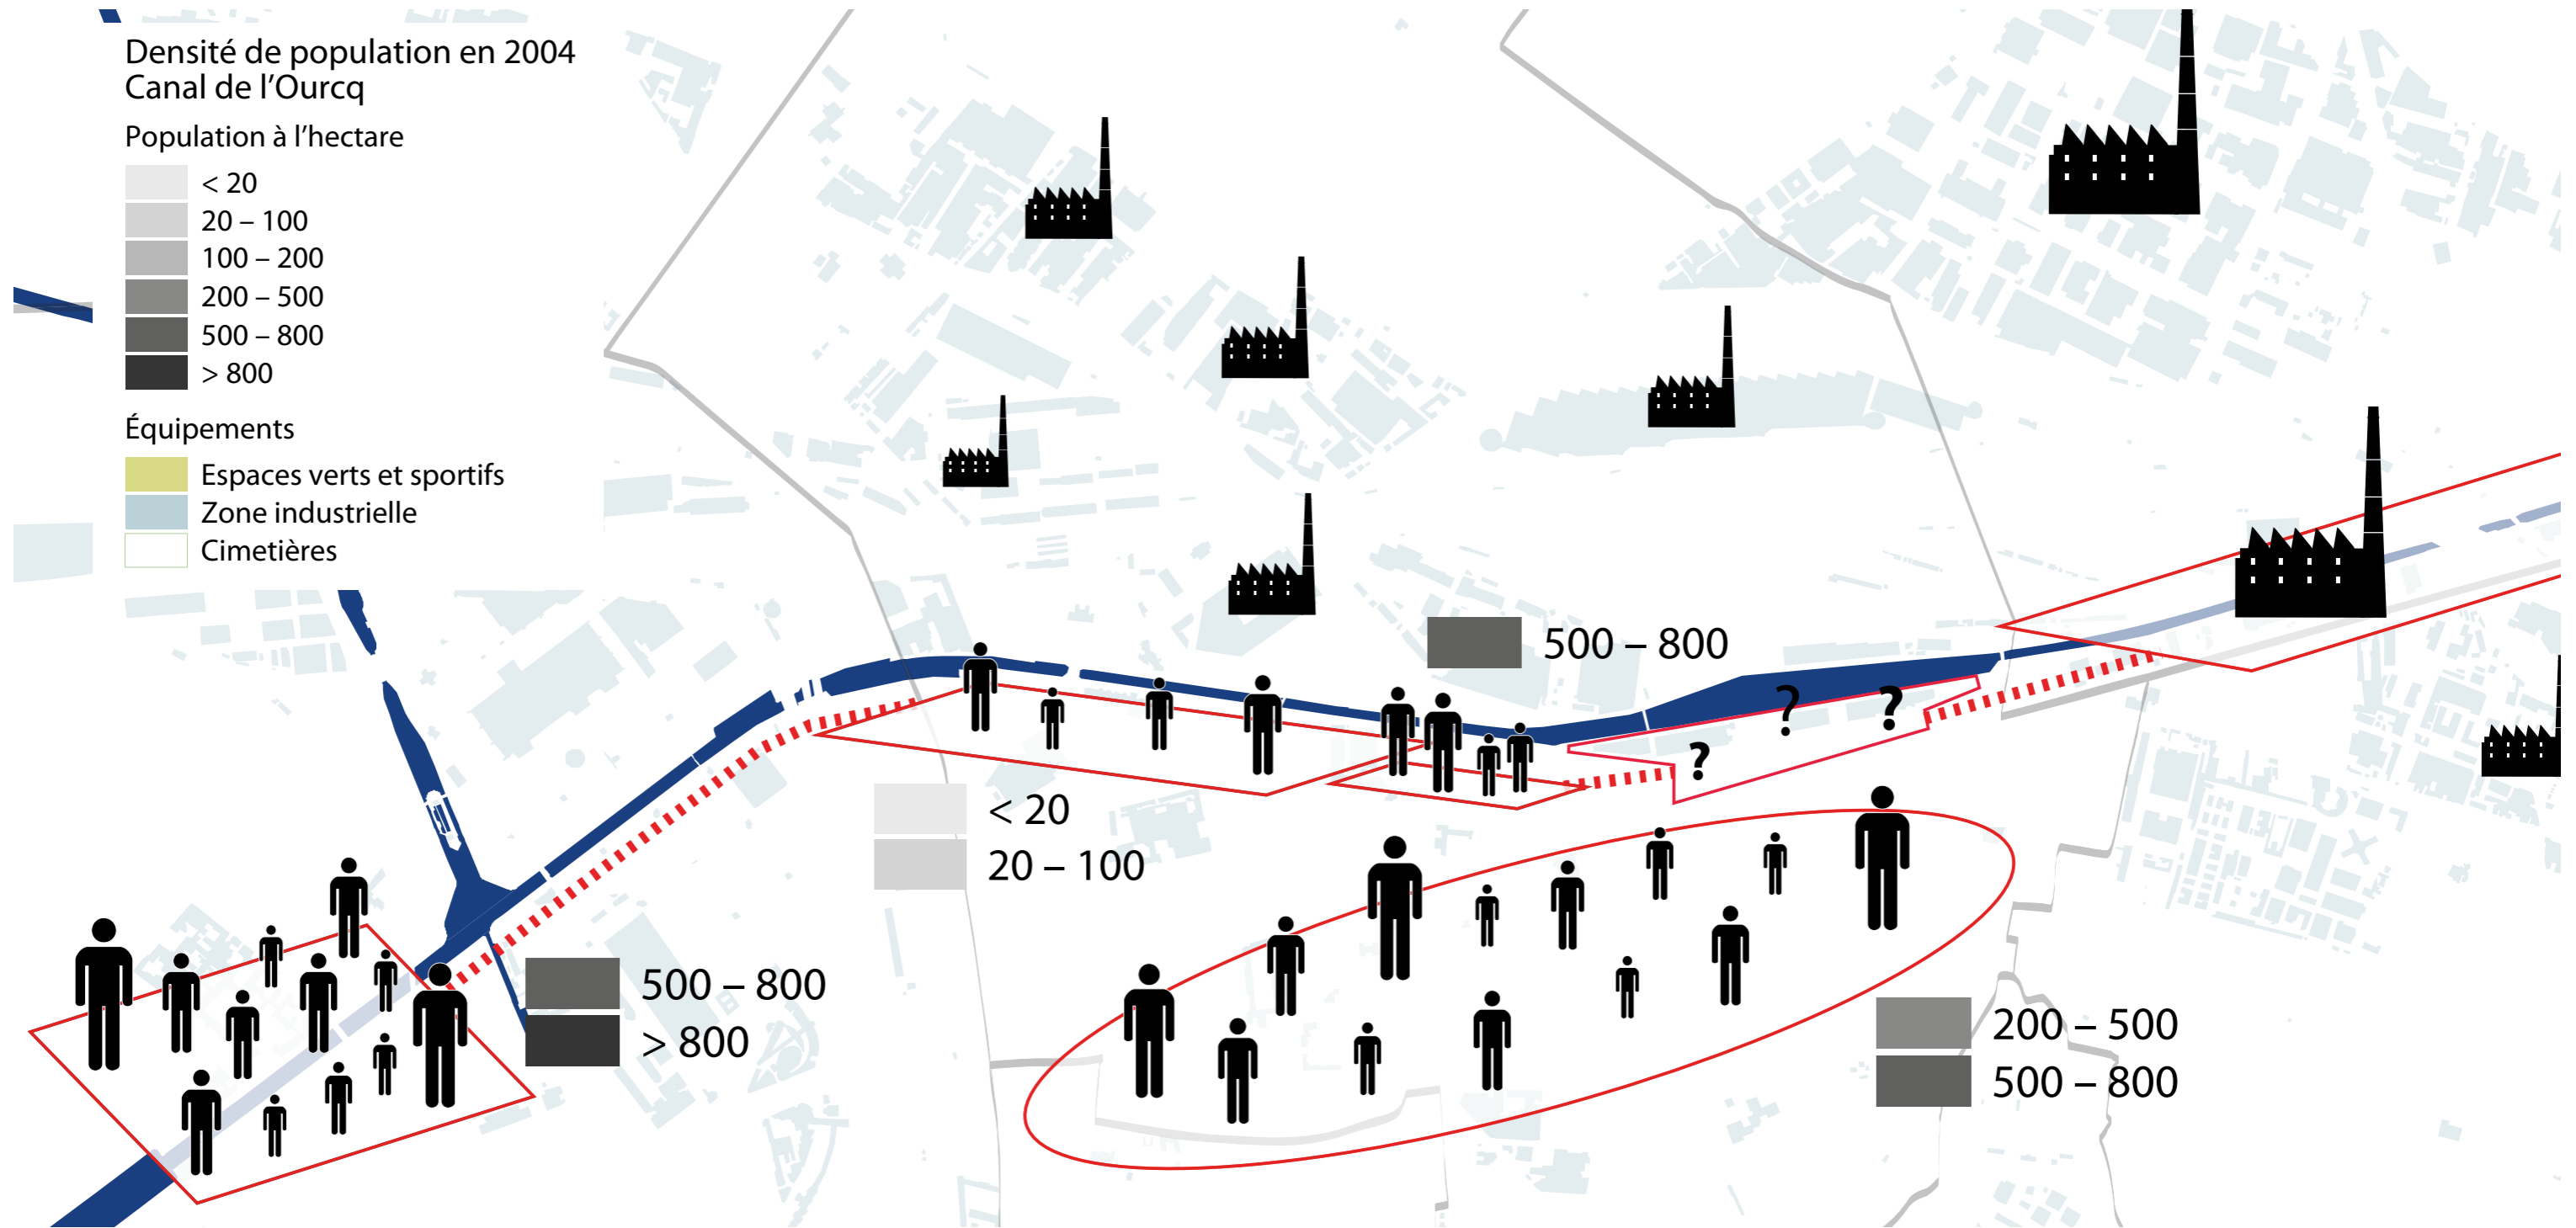 Densité de population en 2004
Canal de l'Ourcq
Population à l'hectare
< 20
20 – 100
100 – 200
200 – 500
500 – 800
> 800
Équipements
Espaces verts et sportifs
Zone industrielle
Cimetières
500 – 800
? ? ?
< 20
20 – 100
500 – 800
> 800
200 – 500
500 – 800